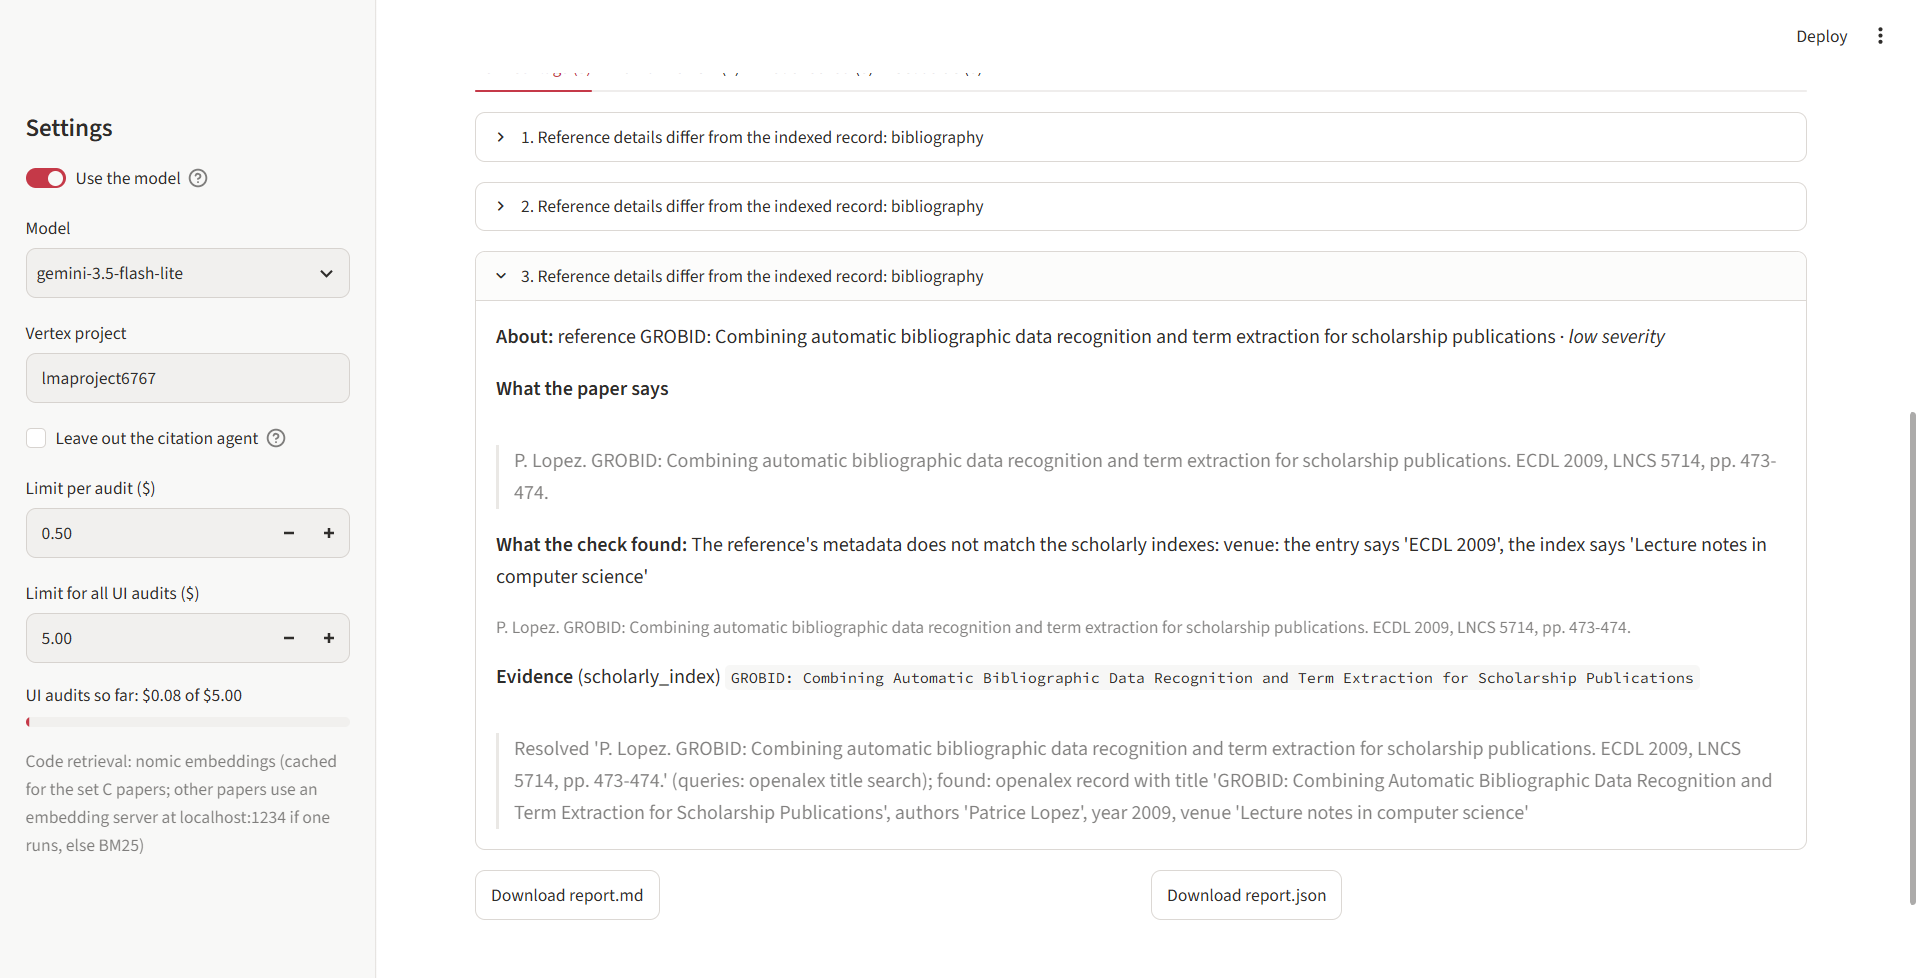 Deploy
Settings
Use the model
Model
gemini-3.5-flash-lite
Vertex project
lmaproject6767
Leave out the citation agent
Limit per audit ($)
0.50
Limit for all UI audits ($)
5.00
UI audits so far: $0.08 of $5.00
Code retrieval: nomic embeddings (cached
for the set C papers; other papers use an
embedding server at localhost:1234 if one
runs, else BM25)
1. Reference details differ from the indexed record: bibliography
2. Reference details differ from the indexed record: bibliography
3. Reference details differ from the indexed record: bibliography
About: reference GROBID: Combining automatic bibliographic data recognition and term extraction for scholarship publications · low severity
What the paper says
P. Lopez. GROBID: Combining automatic bibliographic data recognition and term extraction for scholarship publications. ECDL 2009, LNCS 5714, pp. 473-
474.
What the check found: The reference's metadata does not match the scholarly indexes: venue: the entry says 'ECDL 2009', the index says 'Lecture notes in
computer science'
P. Lopez. GROBID: Combining automatic bibliographic data recognition and term extraction for scholarship publications. ECDL 2009, LNCS 5714, pp. 473-474.
Evidence (scholarly_index) GROBID: Combining Automatic Bibliographic Data Recognition and Term Extraction for Scholarship Publications
Resolved 'P. Lopez. GROBID: Combining automatic bibliographic data recognition and term extraction for scholarship publications. ECDL 2009, LNCS
5714, pp. 473-474.' (queries: openalex title search); found: openalex record with title 'GROBID: Combining Automatic Bibliographic Data Recognition and
Term Extraction for Scholarship Publications', authors 'Patrice Lopez', year 2009, venue 'Lecture notes in computer science'
Download report.md
Download report.json